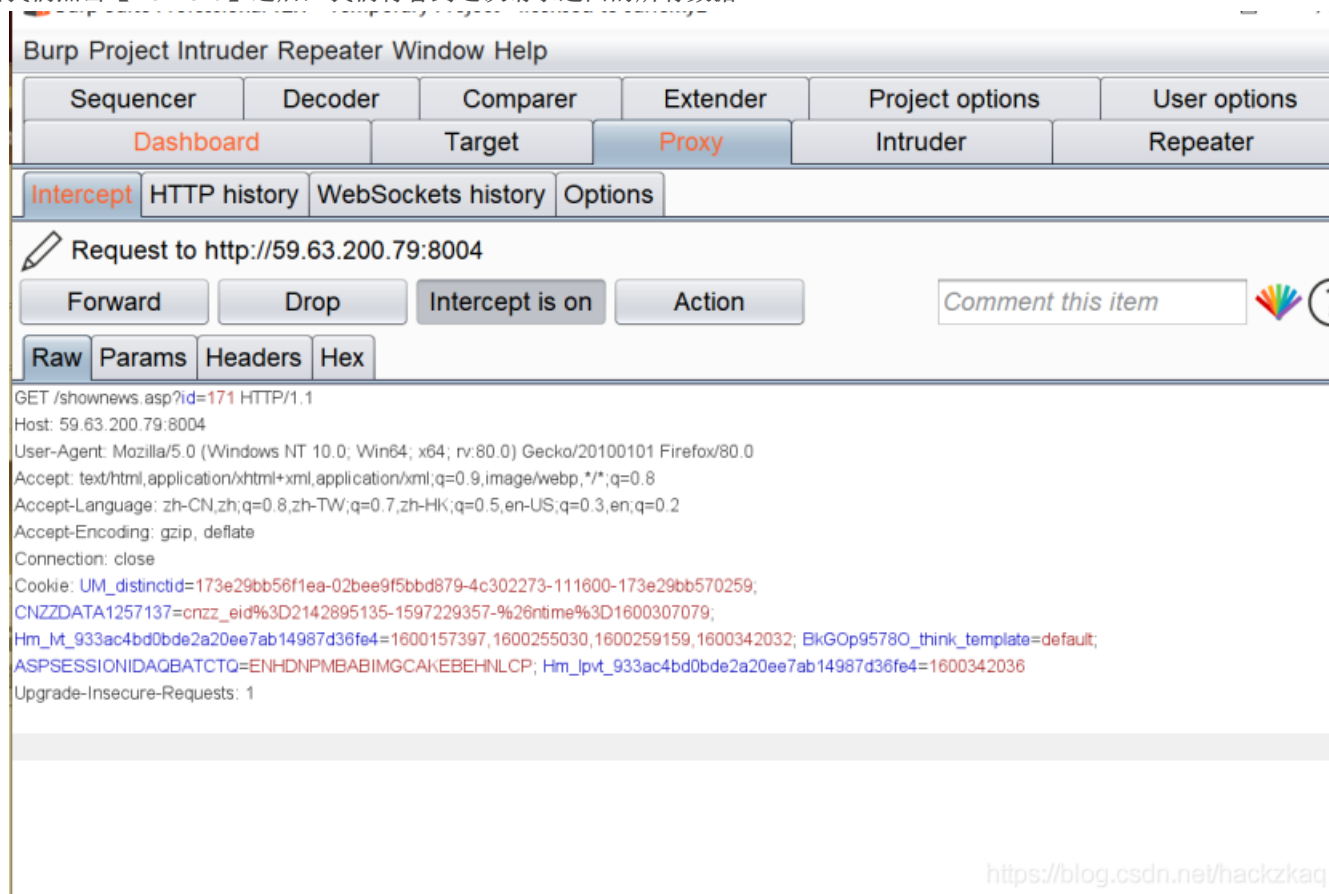 Burp Project Intruder Repeater Window Help
Sequencer Decoder Comparer Extender Project options User options
Dashboard Target Proxy Intruder Repeater
Intercept HTTP history WebSockets history Options
Request to http://59.63.200.79:8004
Forward Drop Intercept is on Action Comment this item
Raw Params Headers Hex
GET /shownews.asp?id=171 HTTP/1.1
Host: 59.63.200.79:8004
User-Agent: Mozilla/5.0 (Windows NT 10.0; Win64; x64; rv:80.0) Gecko/20100101 Firefox/80.0
Accept: text/html,application/xhtml+xml,application/xml;q=0.9,image/webp,*/*;q=0.8
Accept-Language: zh-CN,zh;q=0.8,zh-TW;q=0.7,zh-HK;q=0.5,en-US;q=0.3,en;q=0.2
Accept-Encoding: gzip, deflate
Connection: close
Cookie: UM_distinctid=173e29bb56f1ea-02bee9f5bbd879-4c302273-111600-173e29bb570259;
CNZZDATA1257137=cnzz_eid%3D2142895135-1597229357-%26ntime%3D1600307079;
Hm_lvt_933ac4bd0bde2a20ee7ab14987d36fe4=1600157397,1600255030,1600259159,1600342032; BkGOp9578O_think_template=default;
ASPSESSIONIDAQBATCTQ=ENHDNPMBABIMGCAKEBEHNLCP; Hm_lpvt_933ac4bd0bde2a20ee7ab14987d36fe4=1600342036
Upgrade-Insecure-Requests: 1
https://blog.csdn.net/hackzkaq